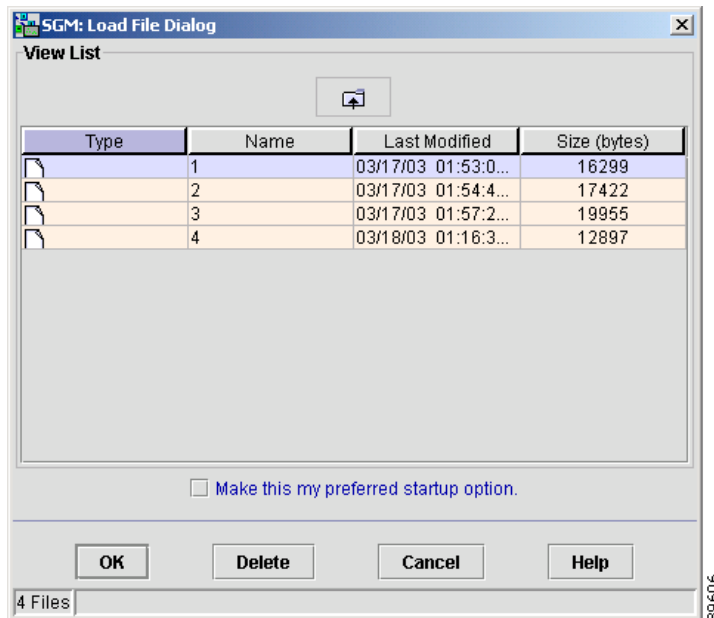 SGM: Load File Dialog
View List
Type Name Last Modified Size (bytes)
1 03/17/03 01:53:0... 16299
2 03/17/03 01:54:4... 17422
3 03/17/03 01:57:2... 19955
4 03/18/03 01:16:3... 12897
Make this my preferred startup option.
OK Delete Cancel Help
4 Files
89606